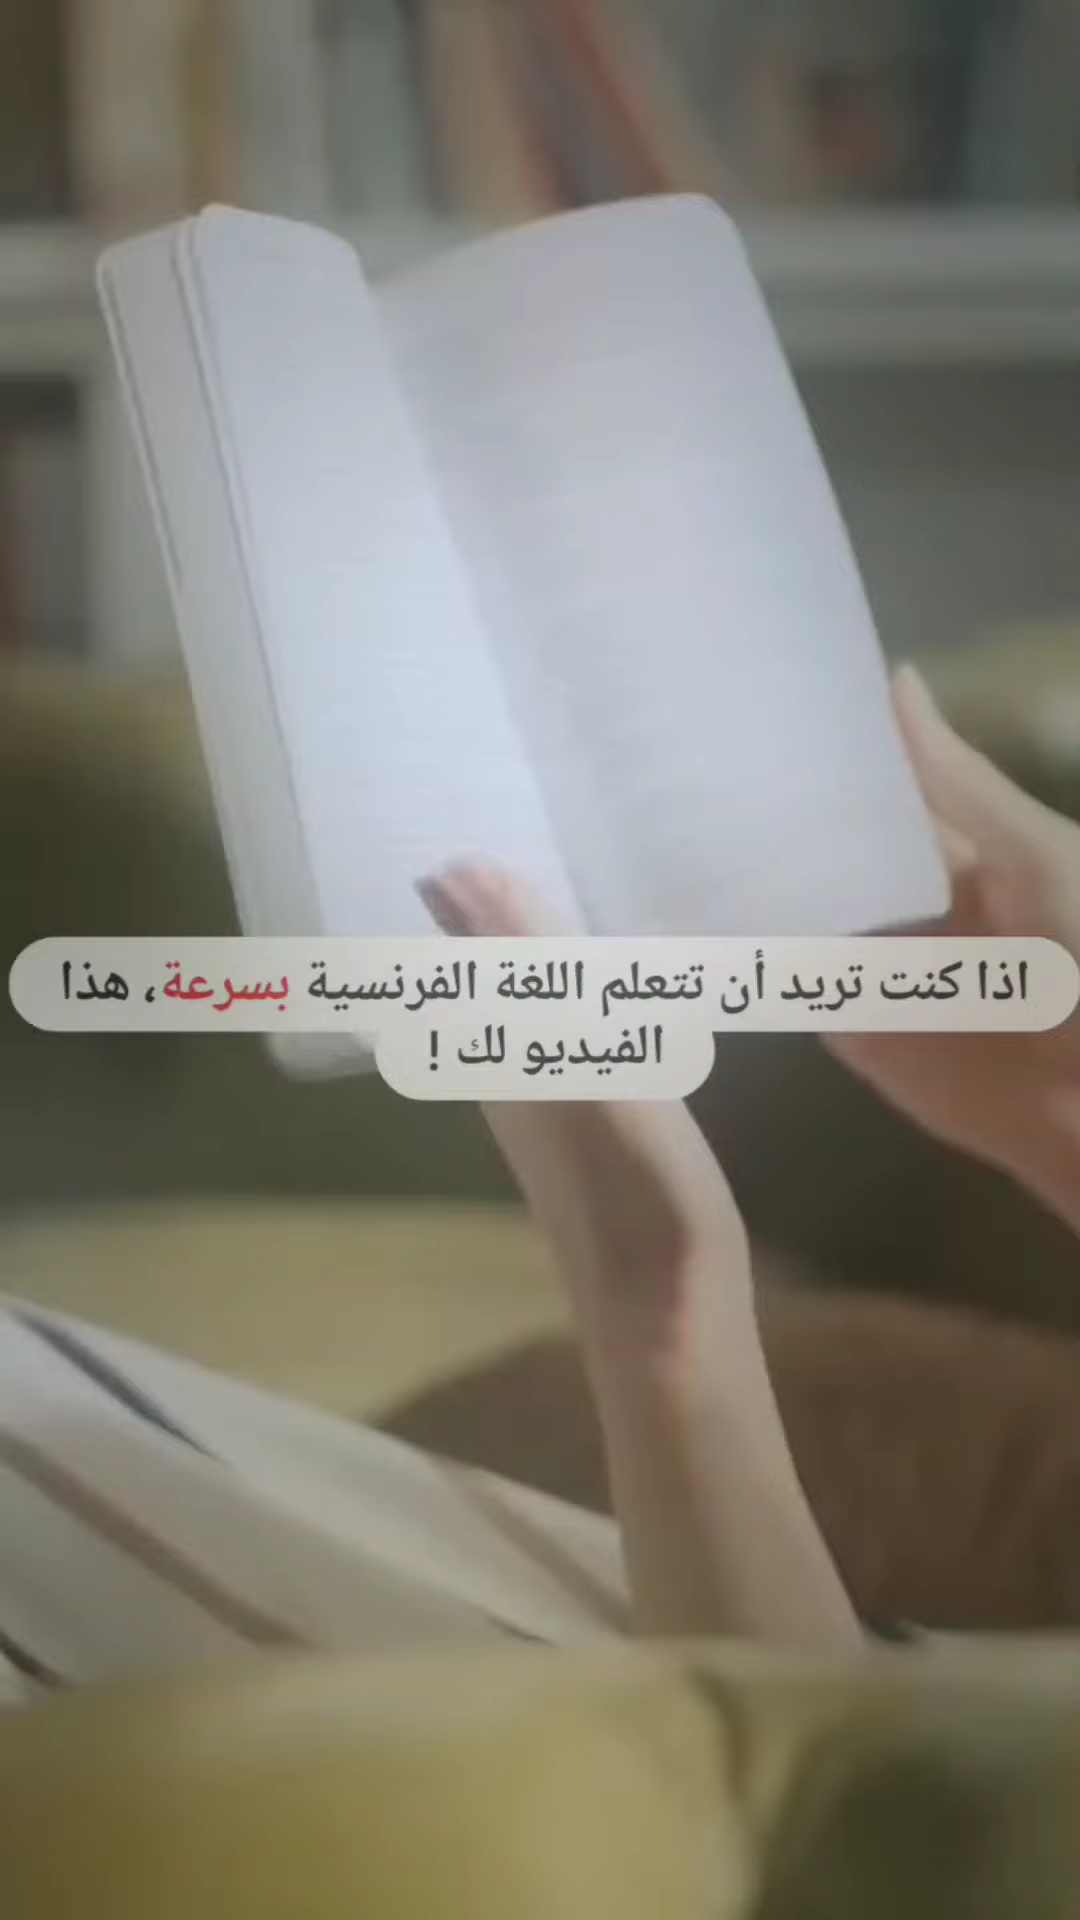 اذا كنت تريد أن تتعلم اللغة الفرنسية بسرعة، هذا
الفيديو لك !